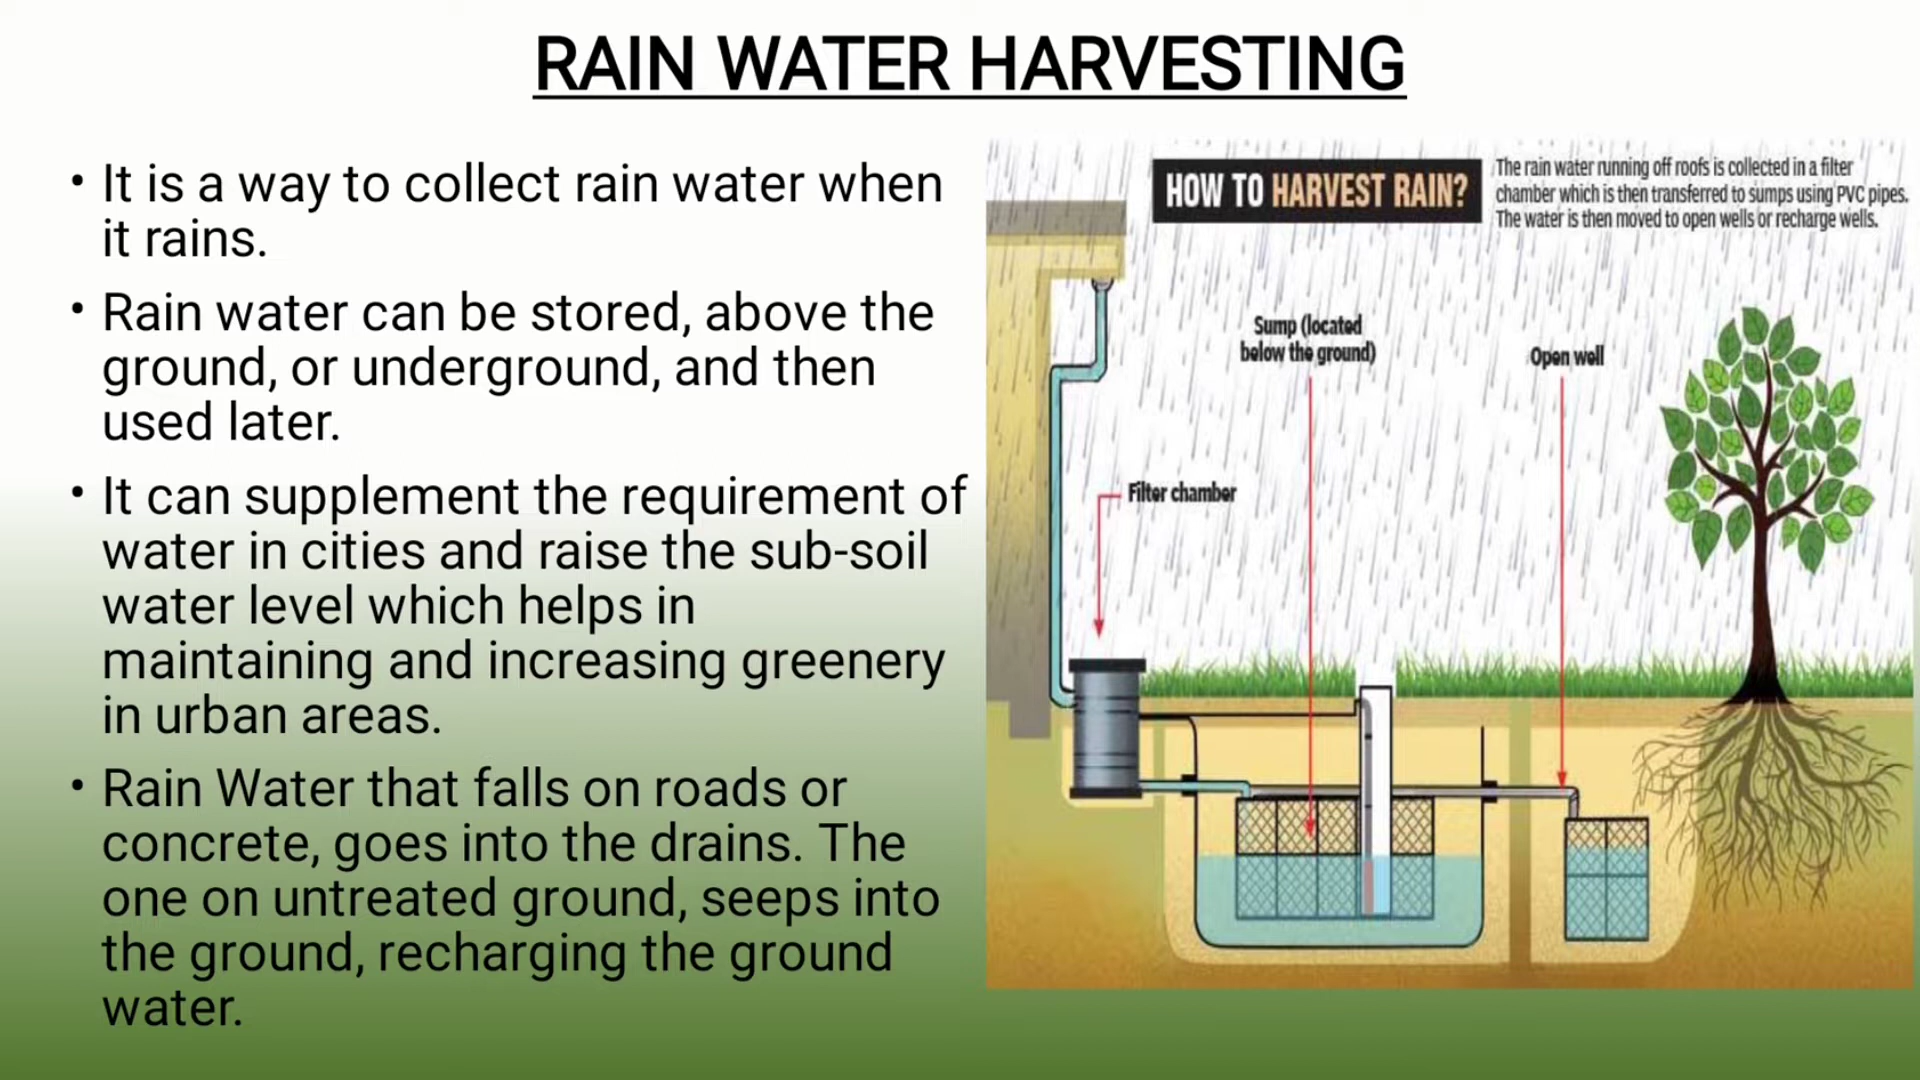 RAIN WATER HARVESTING
• It is a way to collect rain water when
it rains.
• Rain water can be stored, above the
ground, or underground, and then
used later.
• It can supplement the requirement of
water in cities and raise the sub-soil
water level which helps in
maintaining and increasing greenery
in urban areas.
• Rain Water that falls on roads or
concrete, goes into the drains. The
one on untreated ground, seeps into
the ground, recharging the ground
water.
HOW TO HARVEST RAIN?
The rain water running off roofs is collected in a filter
chamber which is then transferred to sumps using PVC pipes.
The water is then moved to open wells or recharge wells.
Sump (located
below the ground)
Open well
Filter chamber